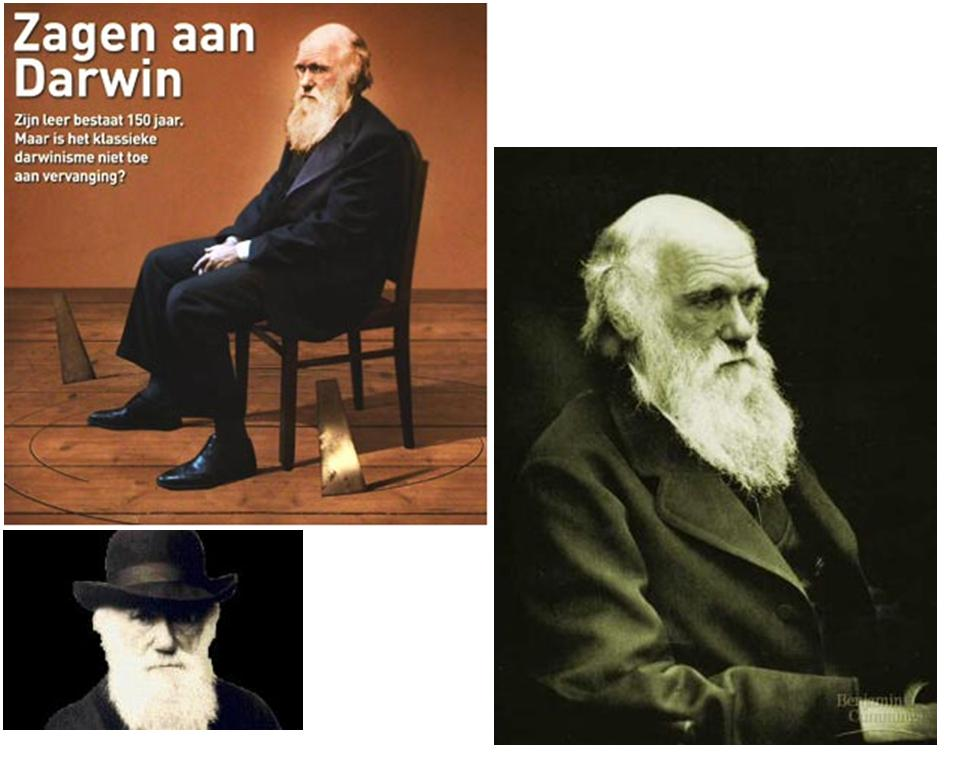 Zagen aan
Darwin
Zijn leer bestaat 150 jaar.
Maar is het klassieke
darwinisme niet toe
aan vervanging?
Benjamin
Cummings